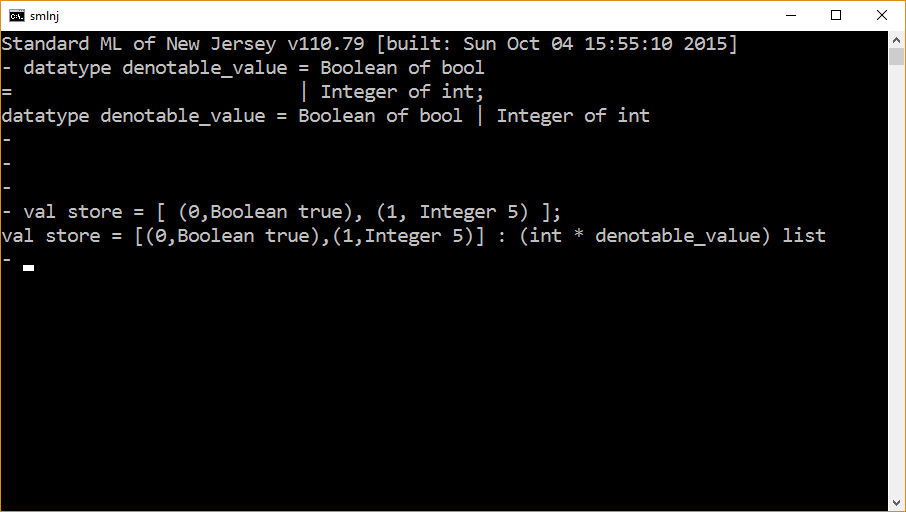 smlnj
Standard ML of New Jersey v110.79 [built: Sun Oct 04 15:55:10 2015]
- datatype denotable_value = Boolean of bool
=                          | Integer of int;
datatype denotable_value = Boolean of bool | Integer of int
-
-
-
- val store = [ (0,Boolean true), (1, Integer 5) ];
val store = [(0,Boolean true),(1,Integer 5)] : (int * denotable_value) list
-